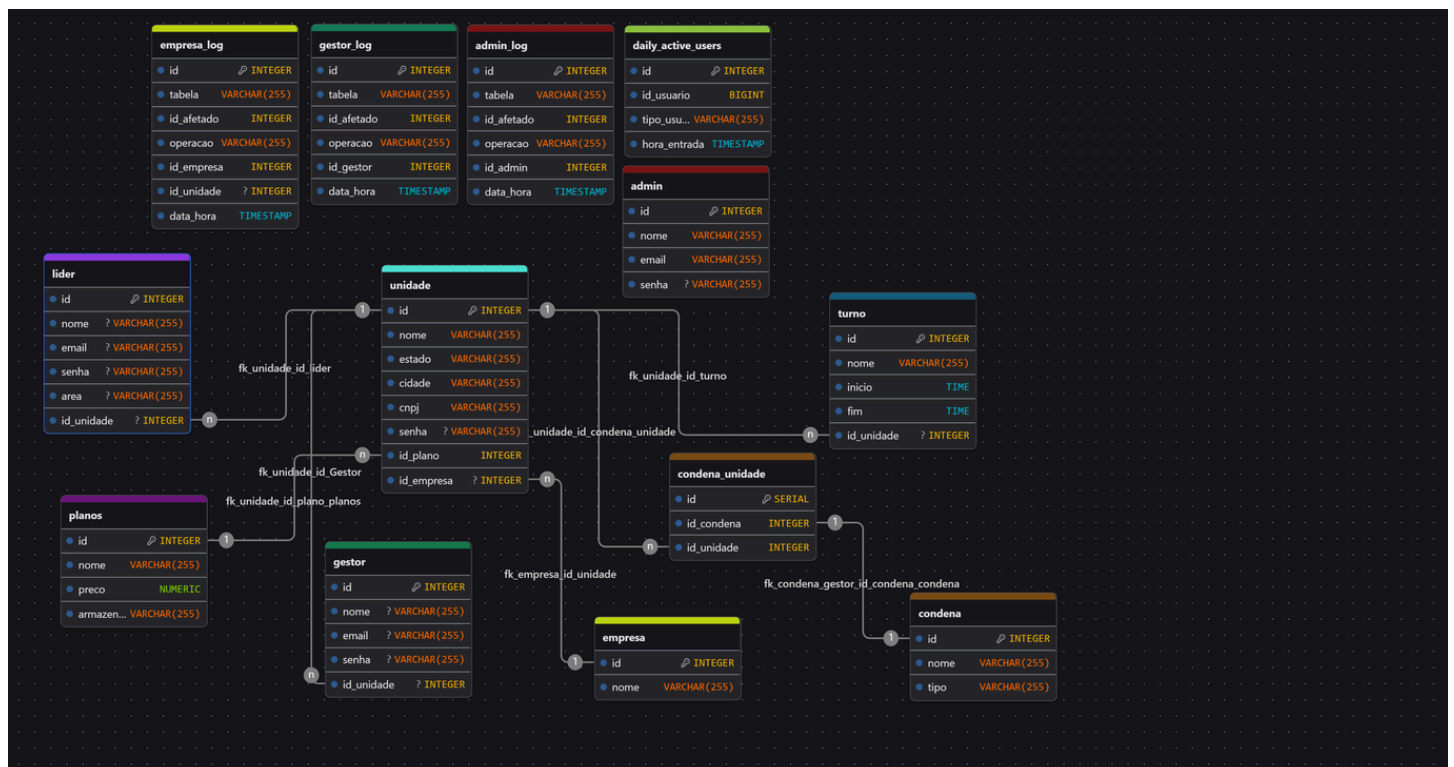 empresa_log
id INTEGER
tabela VARCHAR(255)
id_afetado INTEGER
operacao VARCHAR(255)
id_empresa INTEGER
id_unidade ? INTEGER
data_hora TIMESTAMP
gestor_log
id INTEGER
tabela VARCHAR(255)
id_afetado INTEGER
operacao VARCHAR(255)
id_gestor INTEGER
data_hora TIMESTAMP
admin_log
id INTEGER
tabela VARCHAR(255)
id_afetado INTEGER
operacao VARCHAR(255)
id_admin INTEGER
data_hora TIMESTAMP
daily_active_users
id INTEGER
id_usuario BIGINT
tipo_usu... VARCHAR(255)
hora_entrada TIMESTAMP
admin
id INTEGER
nome VARCHAR(255)
email VARCHAR(255)
senha ? VARCHAR(255)
lider
id INTEGER
nome ? VARCHAR(255)
email ? VARCHAR(255)
senha ? VARCHAR(255)
area ? VARCHAR(255)
id_unidade ? INTEGER
n
fk_unidade_id_lider
1
unidade
id INTEGER
nome VARCHAR(255)
estado VARCHAR(255)
cidade VARCHAR(255)
cnpj VARCHAR(255)
senha ? VARCHAR(255)
id_plano INTEGER
id_empresa ? INTEGER
1
n
n
fk_unidade_id_turno
_unidade_id_condena_unidade
turno
id INTEGER
nome VARCHAR(255)
inicio TIME
fim TIME
id_unidade ? INTEGER
n
fk_unidade_id_Gestor
fk_unidade_id_plano_planos
planos
id INTEGER
nome VARCHAR(255)
preco NUMERIC
armazen... VARCHAR(255)
1
condena_unidade
id SERIAL
id_condena INTEGER
id_unidade INTEGER
1
n
gestor
id INTEGER
nome ? VARCHAR(255)
email ? VARCHAR(255)
senha ? VARCHAR(255)
id_unidade ? INTEGER
n
fk_empresa_id_unidade
fk_condena_gestor_id_condena_condena
empresa
id INTEGER
nome VARCHAR(255)
1
condena
id INTEGER
nome VARCHAR(255)
tipo VARCHAR(255)
1